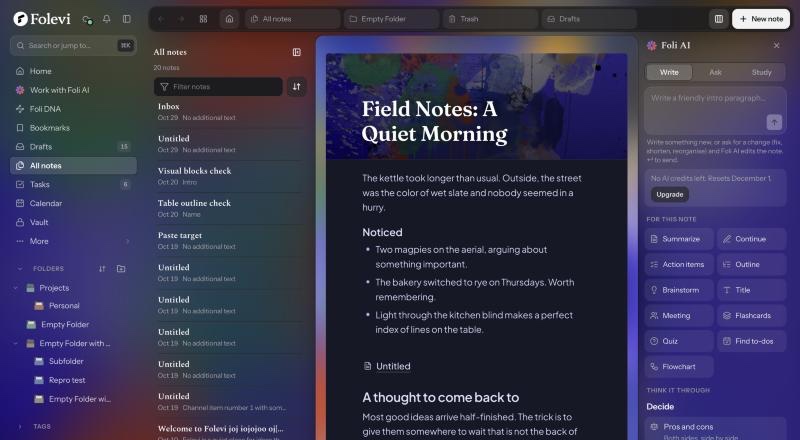 Folevi
Search or jump to...
⌘K
Home
Work with Foli AI
Foli DNA
Bookmarks
Drafts
15
All notes
Tasks
6
Calendar
Vault
More
FOLDERS
Projects
Personal
Empty Folder
Empty Folder with ...
Subfolder
Repro test
Empty Folder wi...
TAGS
All notes
Empty Folder
Trash
Drafts
New note
All notes
20 notes
Filter notes
Inbox
Oct 29 No additional text
Untitled
Oct 29 No additional text
Visual blocks check
Oct 20 Intro
Table outline check
Oct 20 Name
Paste target
Oct 19 No additional text
Untitled
Oct 19 No additional text
Untitled
Oct 19 No additional text
Untitled
Oct 19 No additional text
Untitled
Oct 19 No additional text
Untitled
Oct 19 Channel item number 1 with som...
Welcome to Folevi joj iojojoo oj[...
Field Notes: A
Quiet Morning
The kettle took longer than usual. Outside, the street
was the color of wet slate and nobody seemed in a
hurry.
Noticed
• Two magpies on the aerial, arguing about
something important.
• The bakery switched to rye on Thursdays. Worth
remembering.
• Light through the kitchen blind makes a perfect
index of lines on the table.
Untitled
A thought to come back to
Most good ideas arrive half-finished. The trick is to
give them somewhere to wait that is not the back of
Foli AI
Write
Ask
Study
Write a friendly intro paragraph...
Write something new, or ask for a change (fix,
shorten, reorganise) and Foli AI edits the note.
↵ to send.
No AI credits left. Resets December 1.
Upgrade
FOR THIS NOTE
Summarize
Continue
Action items
Outline
Brainstorm
Title
Meeting
Flashcards
Quiz
Find to-dos
Flowchart
THINK IT THROUGH
Decide
Pros and cons
Both sides, side by side